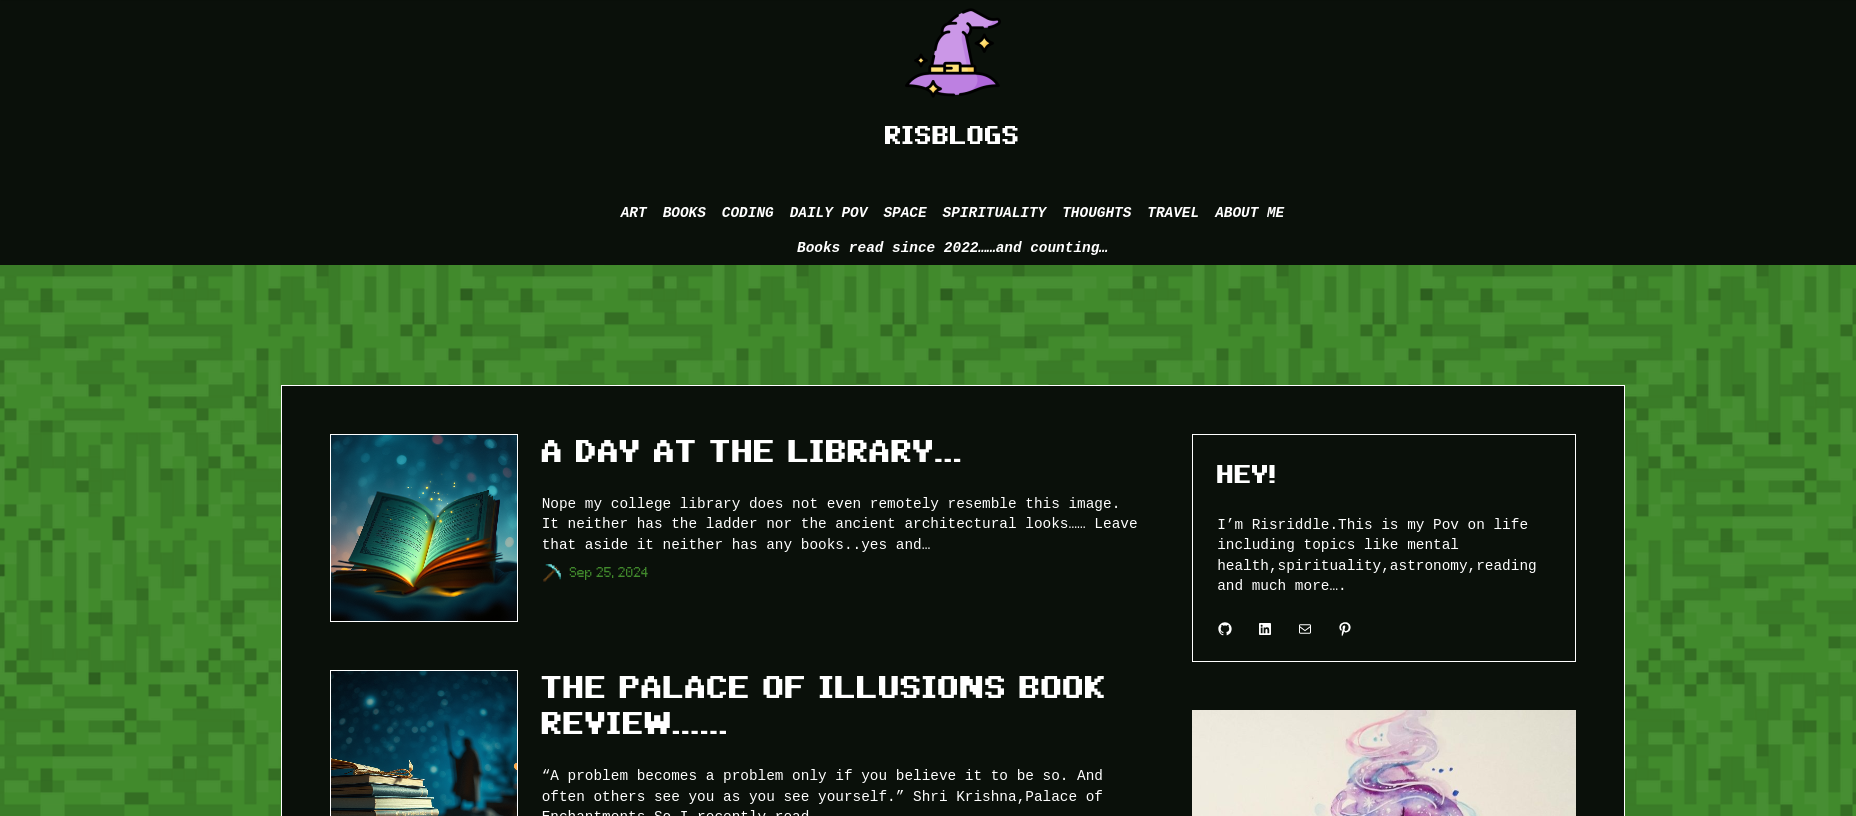 RISBLOGS
ART BOOKS CODING DAILY POV SPACE SPIRITUALITY THOUGHTS TRAVEL ABOUT ME
Books read since 2022……and counting…
A DAY AT THE LIBRARY...
Nope my college library does not even remotely resemble this image.
It neither has the ladder nor the ancient architectural looks…… Leave
that aside it neither has any books..yes and…
Sep 25, 2024
THE PALACE OF ILLUSIONS BOOK
REVIEW......
“A problem becomes a problem only if you believe it to be so. And
often others see you as you see yourself.” Shri Krishna,Palace of
Enchantments So I recently read
HEY!
I’m Risriddle.This is my Pov on life
including topics like mental
health,spirituality,astronomy,reading
and much more….